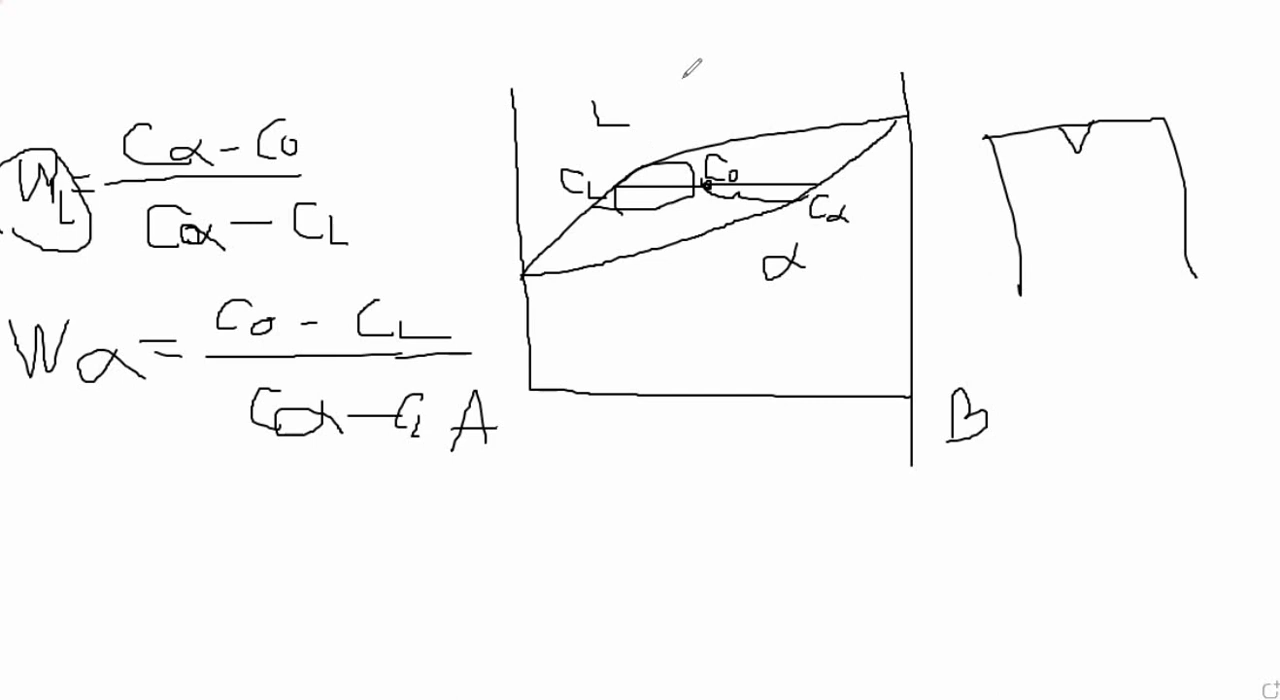 L
W_L = (Cα - C0) / (Cα - CL)
CL C0 Cα
α
Wα = (C0 - CL) / (Cα - CL)
A B